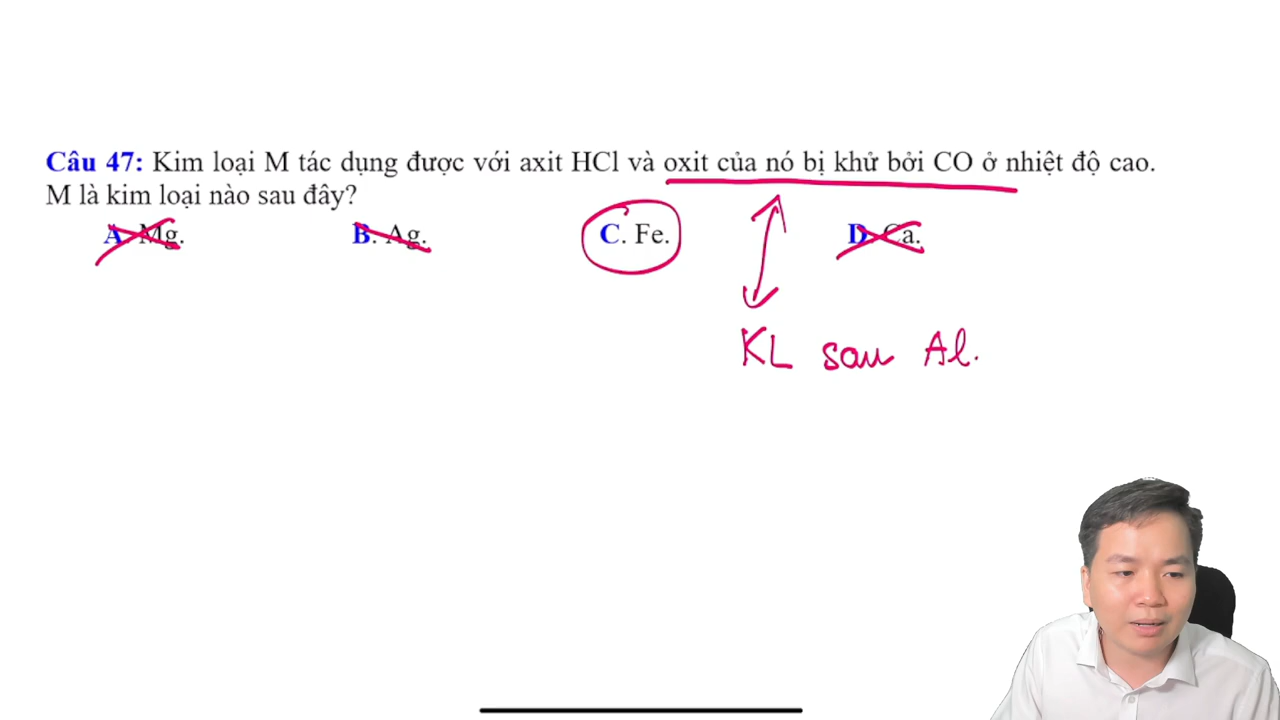 Câu 47: Kim loại M tác dụng được với axit HCl và oxit của nó bị khử bởi CO ở nhiệt độ cao.
M là kim loại nào sau đây?
A. Mg. B. Ag. C. Fe. D. Ca.
KL sau Al.